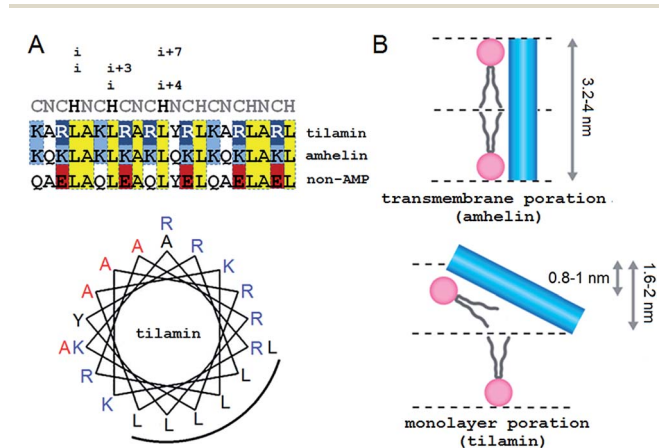 A
B
i i+7
i i+3
i i+4
CNCHNCHCNCHNCHCNCHNCH
KARLAKLRARLYRLKARLARL tilamin
KQKLAKLKAKLQKLKQKLAKL amhelin
QAELAQLEAQLYELQAELAEL non-AMP
R
A A R
A K
A R
Y R
tilamin
A K R L
R L
K L
L L L
3.2-4 nm
transmembrane poration
(amhelin)
0.8-1 nm
1.6-2 nm
monolayer poration
(tilamin)